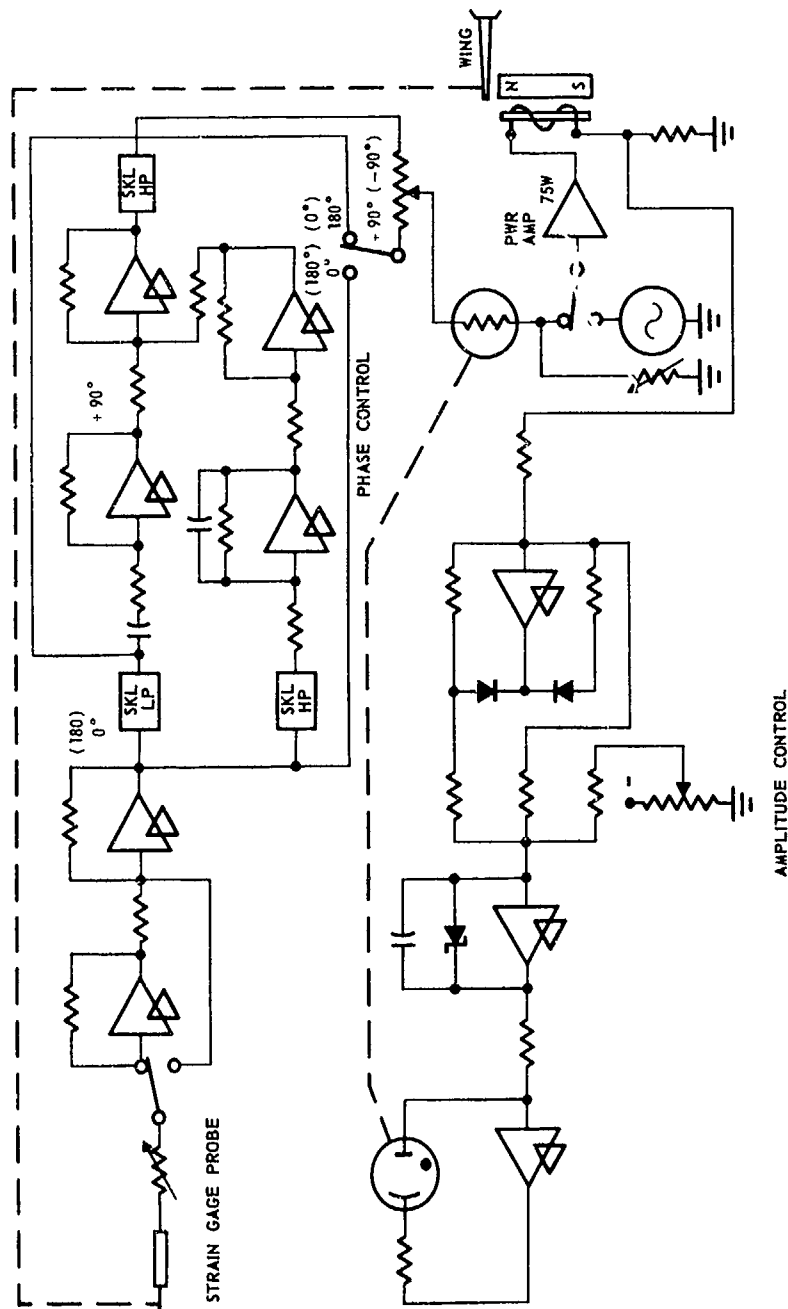 WING
N
S
SKL
HP
+ 90° (-90°)
(0°)
180°
(180°)
0°
75W
PWR
AMP
+ 90°
PHASE CONTROL
SKL
LP
SKL
HP
(180)
0°
STRAIN GAGE PROBE
-
AMPLITUDE CONTROL